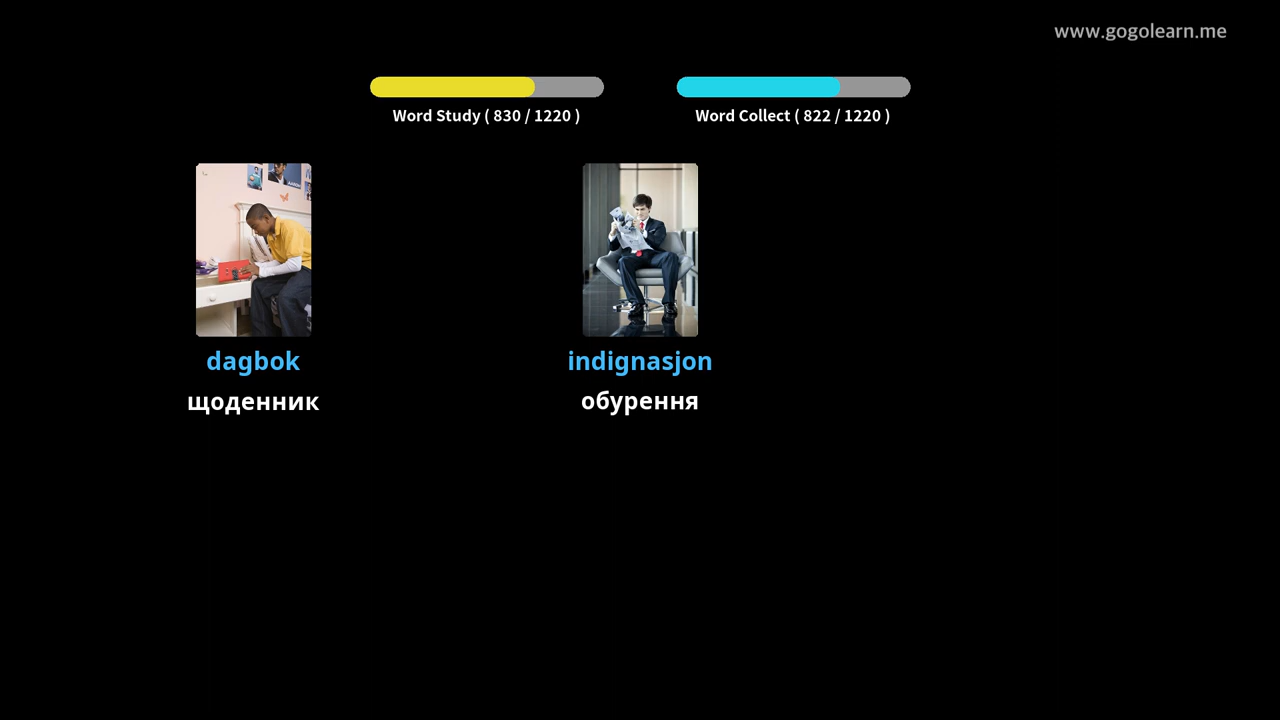 www.gogolearn.me
Word Study ( 830 / 1220 )
Word Collect ( 822 / 1220 )
dagbok
indignasjon
щоденник
обурення